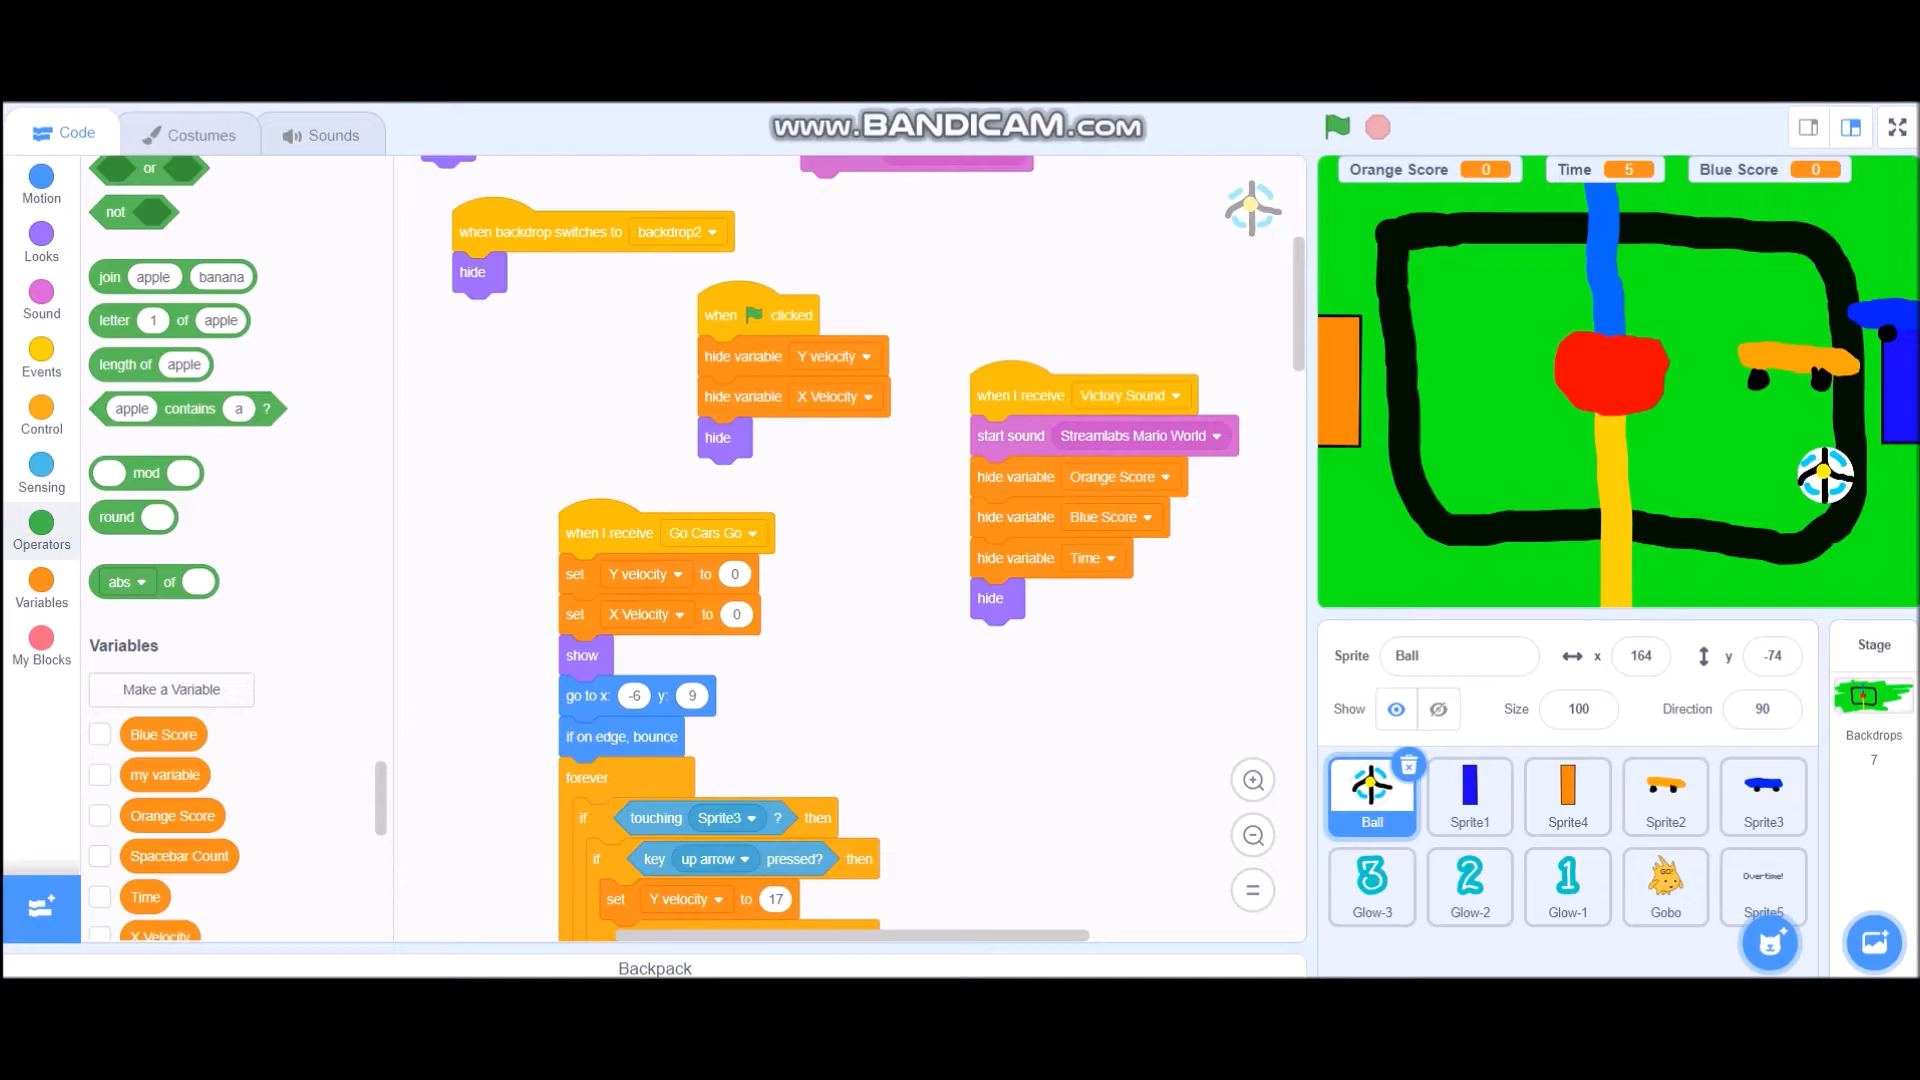 www.BANDICAM.com
Code
Costumes
Sounds
Motion
Looks
Sound
Events
Control
Sensing
Operators
Variables
My Blocks
or
not
join apple banana
letter 1 of apple
length of apple
apple contains a ?
mod
round
abs of
Variables
Make a Variable
Blue Score
my variable
Orange Score
Spacebar Count
Time
X Velocity
when backdrop switches to backdrop2
hide
when clicked
hide variable Y velocity
hide variable X Velocity
hide
when I receive Victory Sound
start sound Streamlabs Mario World
hide variable Orange Score
hide variable Blue Score
hide variable Time
hide
when I receive Go Cars Go
set Y velocity to 0
set X Velocity to 0
show
go to x: -6 y: 9
if on edge, bounce
forever
if touching Sprite3 ? then
if key up arrow pressed? then
set Y velocity to 17
Backpack
Orange Score 0
Time 5
Blue Score 0
Sprite Ball x 164 y -74
Show Size 100 Direction 90
Stage
Backdrops
7
Ball
Sprite1
Sprite4
Sprite2
Sprite3
3
2
1
GO!
Overtime!
Glow-3
Glow-2
Glow-1
Gobo
Sprite5